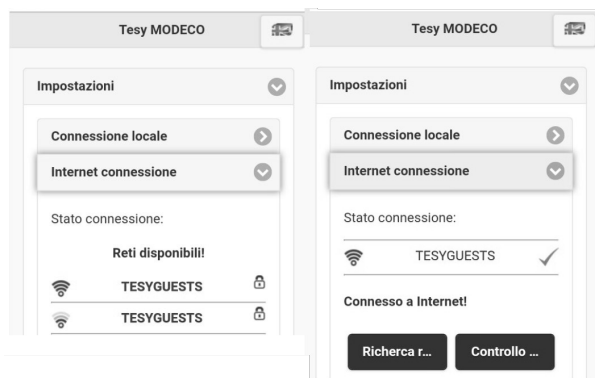 Tesy MODECO
Impostazioni
Connessione locale
Internet connessione
Stato connessione:
Reti disponibili!
TESYGUESTS
TESYGUESTS
Tesy MODECO
Impostazioni
Connessione locale
Internet connessione
Stato connessione:
TESYGUESTS
Connesso a Internet!
Richerca r...
Controllo ...